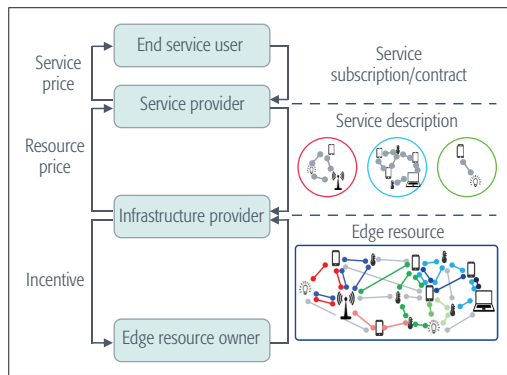 End service user
Service
price
Service
subscription/contract
Service provider
Service description
Resource
price
Infrastructure provider
Edge resource
Incentive
Edge resource owner